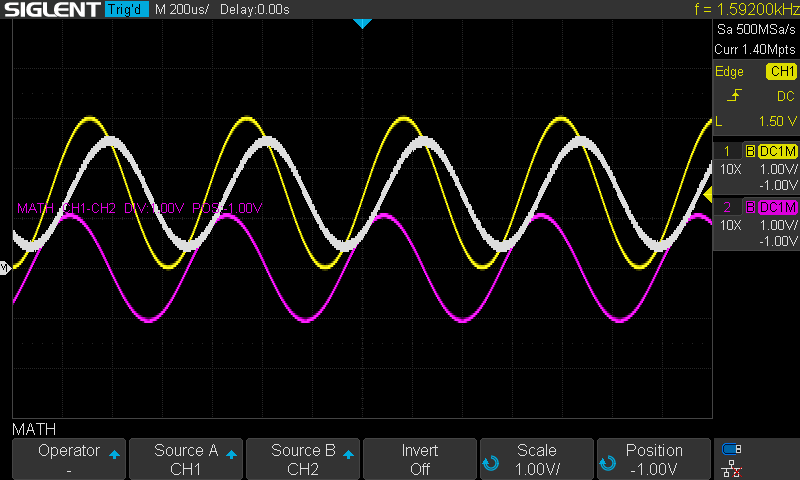 SIGLENT Trig'd M 200us/ Delay:0.00s f = 1.59200kHz
Sa 500MSa/s
Curr 1.40Mpts
Edge CH1
DC
L 1.50 V
1 B DC1M
10X 1.00V/
-1.00V
2 B DC1M
10X 1.00V/
-1.00V
MATH CH1-CH2 DIV 1.00V POS -1.00V
M
MATH
Operator
-
Source A
CH1
Source B
CH2
Invert
Off
Scale
1.00V/
Position
-1.00V